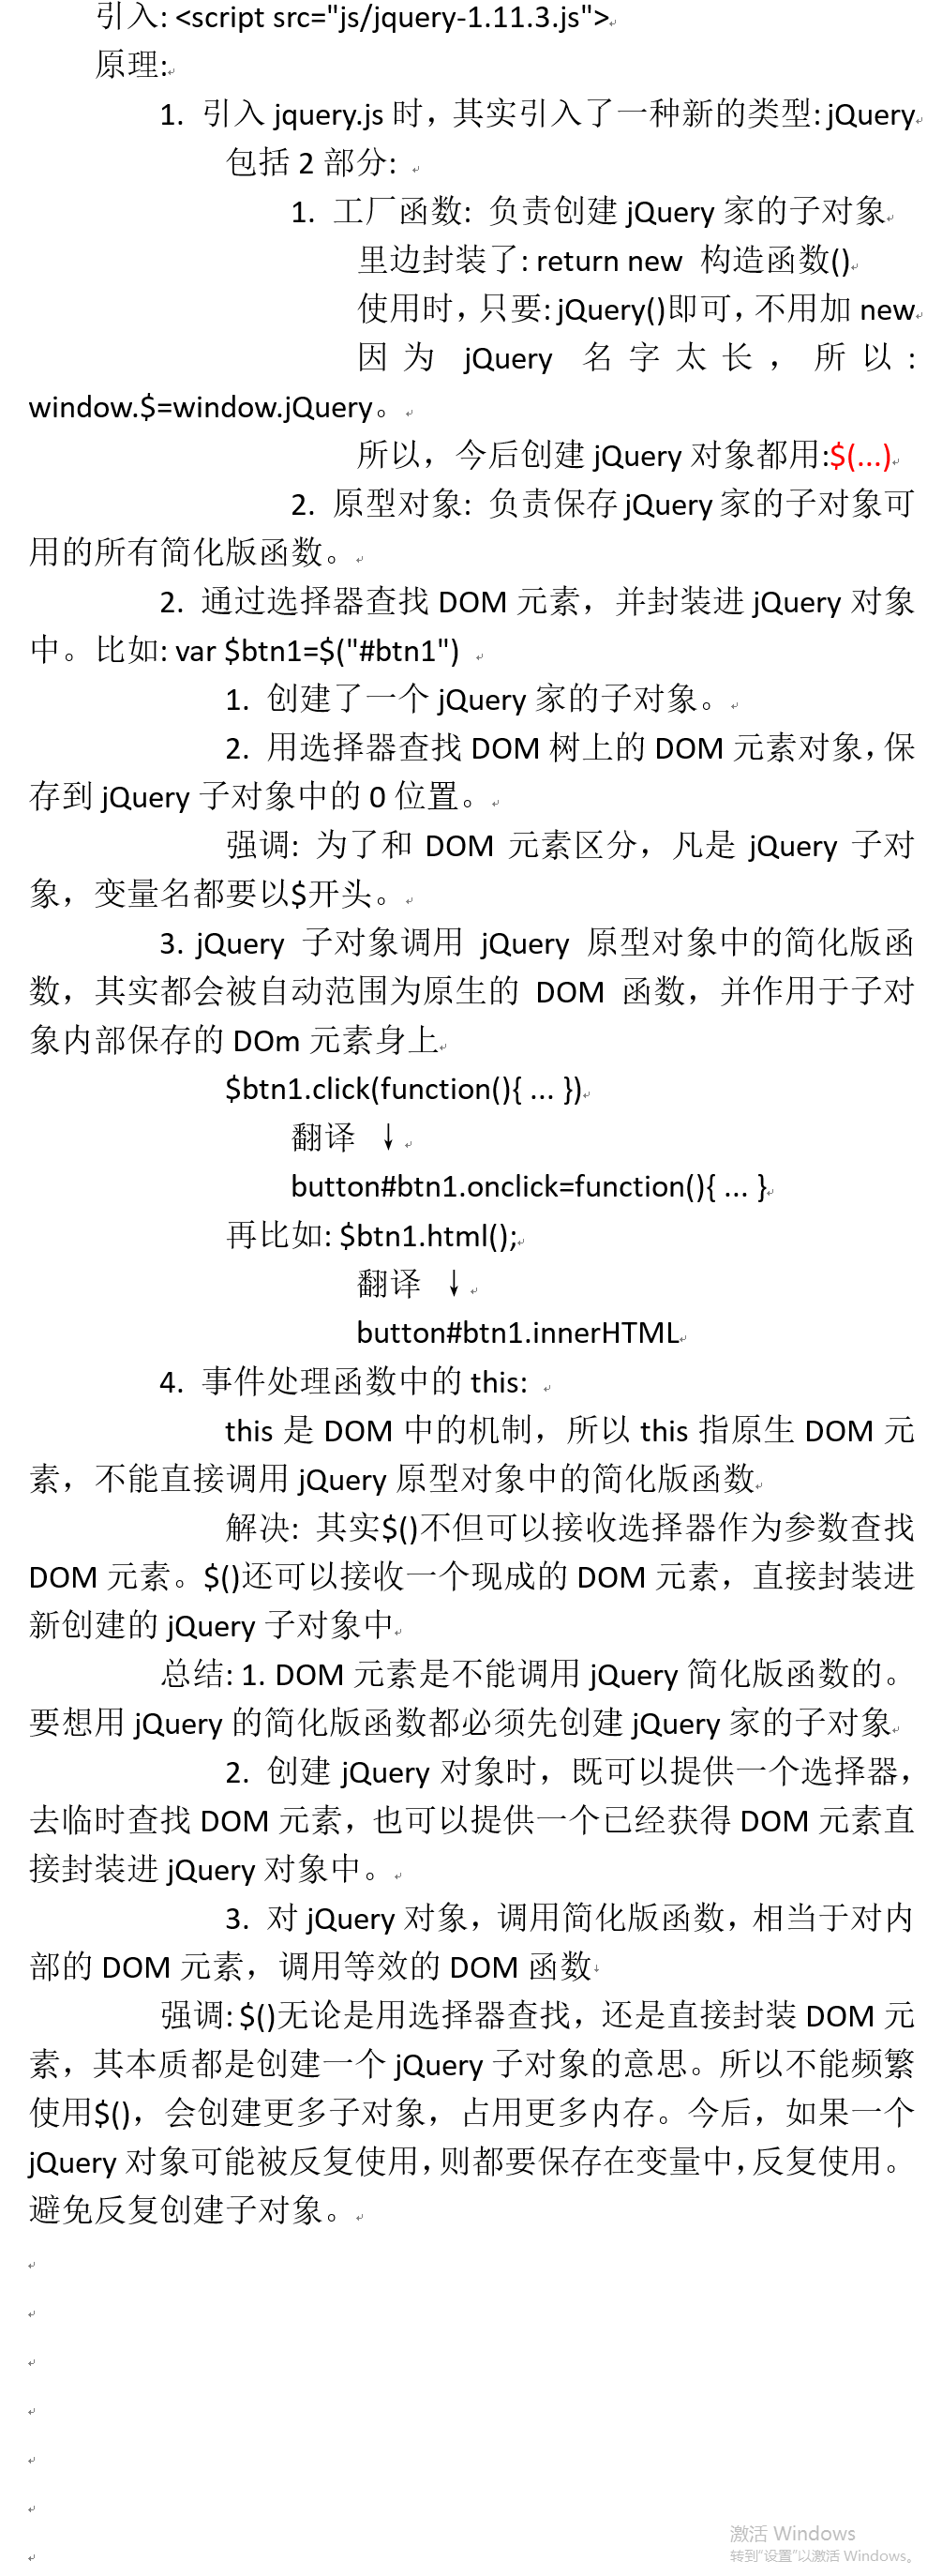 引入: <script src="js/jquery-1.11.3.js">
原理:
1. 引入 jquery.js 时，其实引入了一种新的类型: jQuery
包括 2 部分:
1. 工厂函数: 负责创建 jQuery 家的子对象
里边封装了: return new 构造函数()
使用时，只要: jQuery()即可，不用加 new
因为 jQuery 名字太长，所以:
window.$=window.jQuery。
所以，今后创建 jQuery 对象都用:$(...)
2. 原型对象: 负责保存 jQuery 家的子对象可
用的所有简化版函数。
2. 通过选择器查找 DOM 元素，并封装进 jQuery 对象
中。比如: var $btn1=$("#btn1")
1. 创建了一个 jQuery 家的子对象。
2. 用选择器查找 DOM 树上的 DOM 元素对象，保
存到 jQuery 子对象中的 0 位置。
强调: 为了和 DOM 元素区分，凡是 jQuery 子对
象，变量名都要以$开头。
3. jQuery 子对象调用 jQuery 原型对象中的简化版函
数，其实都会被自动范围为原生的 DOM 函数，并作用于子对
象内部保存的 DOm 元素身上
$btn1.click(function(){ ... })
翻译 ↓
button#btn1.onclick=function(){ ... }
再比如: $btn1.html();
翻译 ↓
button#btn1.innerHTML
4. 事件处理函数中的 this:
this 是 DOM 中的机制，所以 this 指原生 DOM 元
素，不能直接调用 jQuery 原型对象中的简化版函数
解决: 其实$()不但可以接收选择器作为参数查找
DOM 元素。$()还可以接收一个现成的 DOM 元素，直接封装进
新创建的 jQuery 子对象中
总结: 1. DOM 元素是不能调用 jQuery 简化版函数的。
要想用 jQuery 的简化版函数都必须先创建 jQuery 家的子对象
2. 创建 jQuery 对象时，既可以提供一个选择器，
去临时查找 DOM 元素，也可以提供一个已经获得 DOM 元素直
接封装进 jQuery 对象中。
3. 对 jQuery 对象，调用简化版函数，相当于对内
部的 DOM 元素，调用等效的 DOM 函数
强调: $()无论是用选择器查找，还是直接封装 DOM 元
素，其本质都是创建一个 jQuery 子对象的意思。所以不能频繁
使用$()，会创建更多子对象，占用更多内存。今后，如果一个
jQuery 对象可能被反复使用，则都要保存在变量中，反复使用。
避免反复创建子对象。
激活 Windows
转到"设置"以激活 Windows。